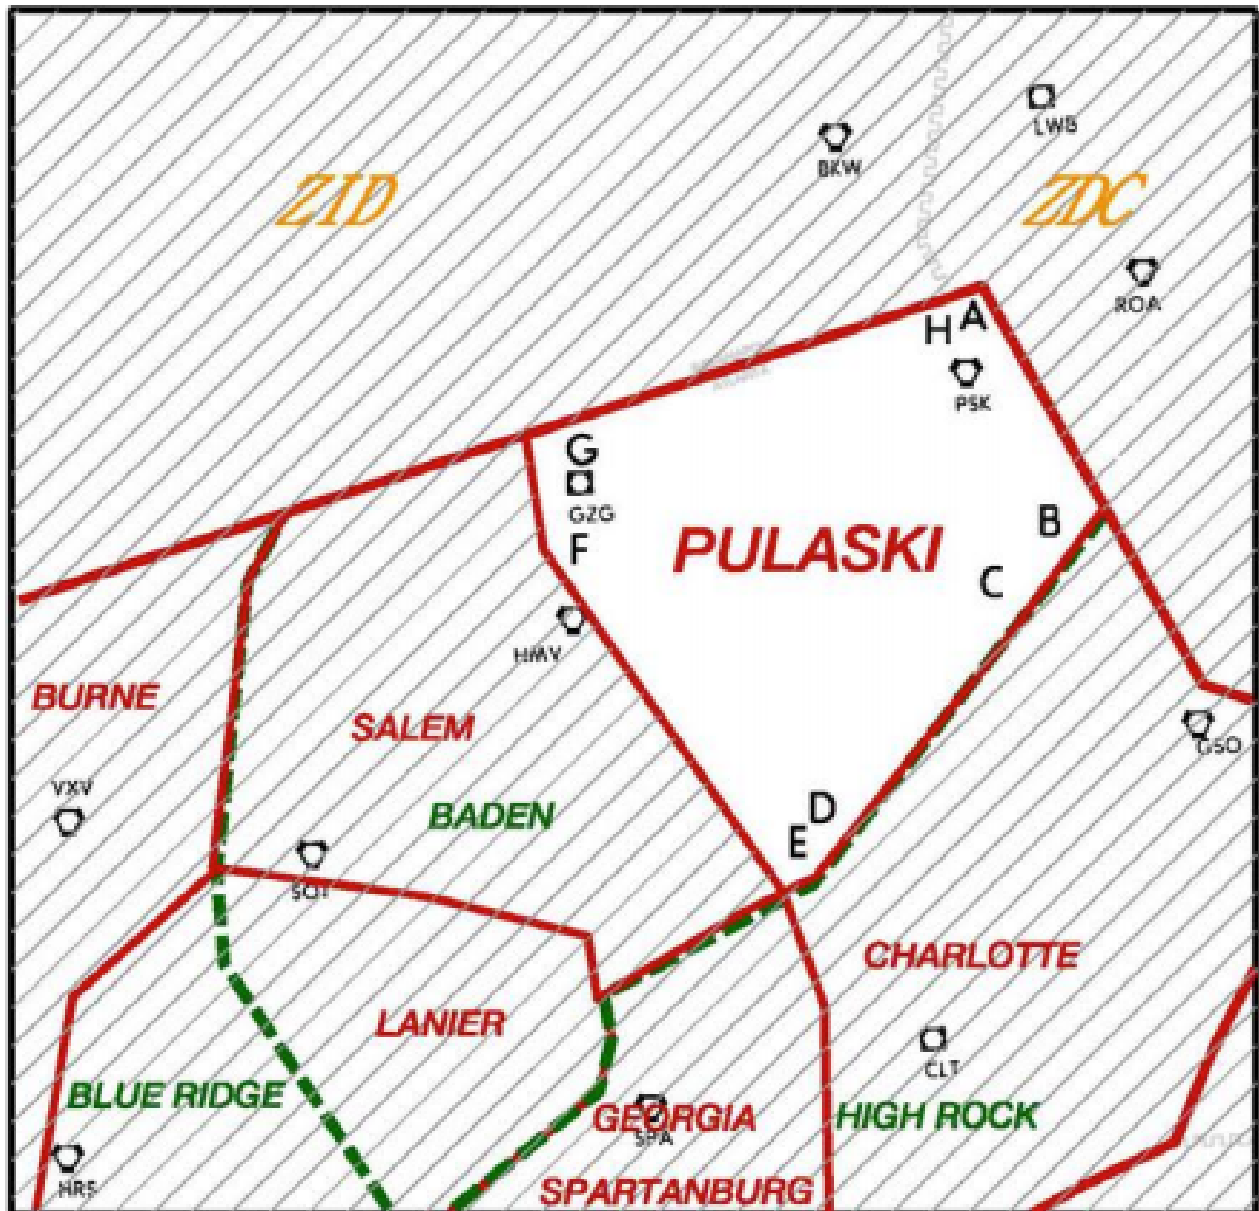 LWB
BKW
ZID
ZDC
ROA
H A
PSK
G
GZG
B
F
PULASKI
C
HMV
BURNE
SALEM
GSO
VXV
D
BADEN
E
SOT
CHARLOTTE
LANIER
CLT
BLUE RIDGE
GEORGIA
HIGH ROCK
SPA
HRS
SPARTANBURG